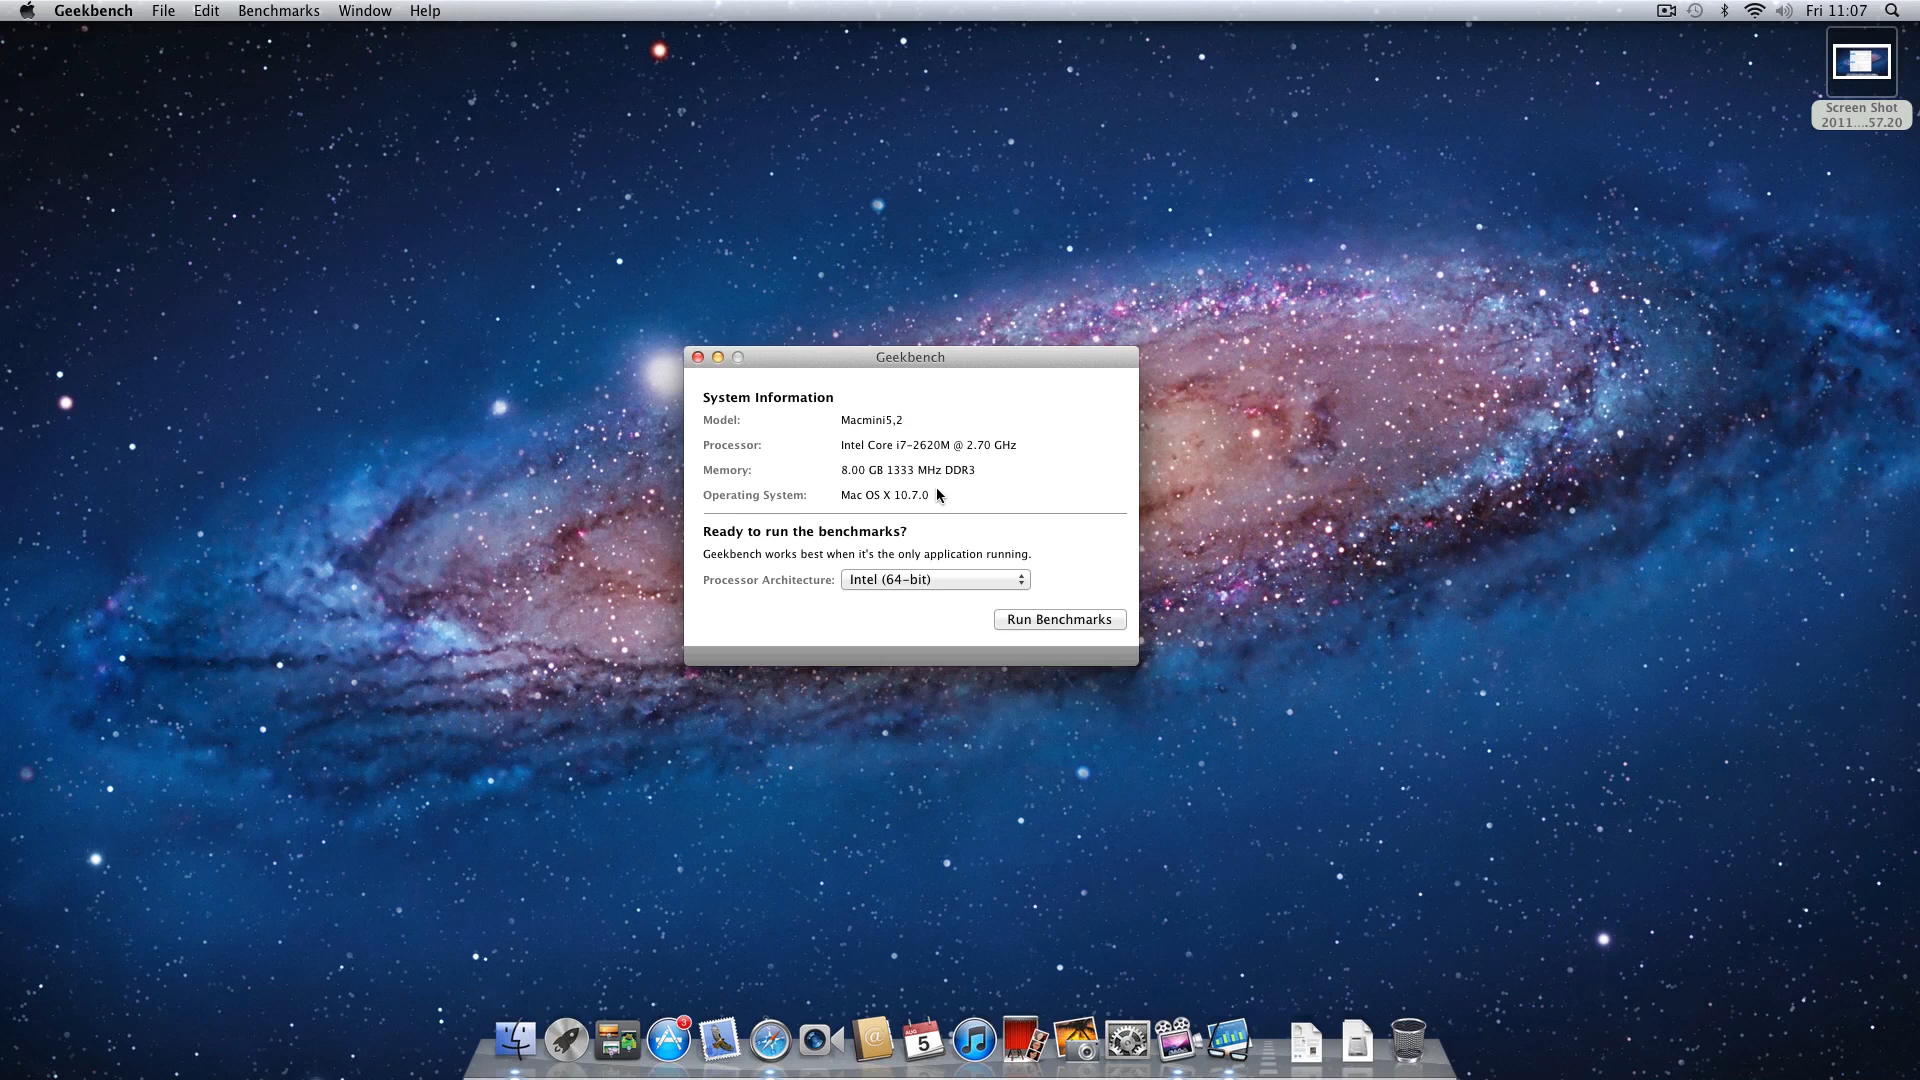 Geekbench File Edit Benchmarks Window Help Fri 11:07
Screen Shot
2011....57.20
Geekbench
System Information
Model: Macmini5,2
Processor: Intel Core i7-2620M @ 2.70 GHz
Memory: 8.00 GB 1333 MHz DDR3
Operating System: Mac OS X 10.7.0
Ready to run the benchmarks?
Geekbench works best when it's the only application running.
Processor Architecture: Intel (64-bit)
Run Benchmarks
3
AUG
5
@